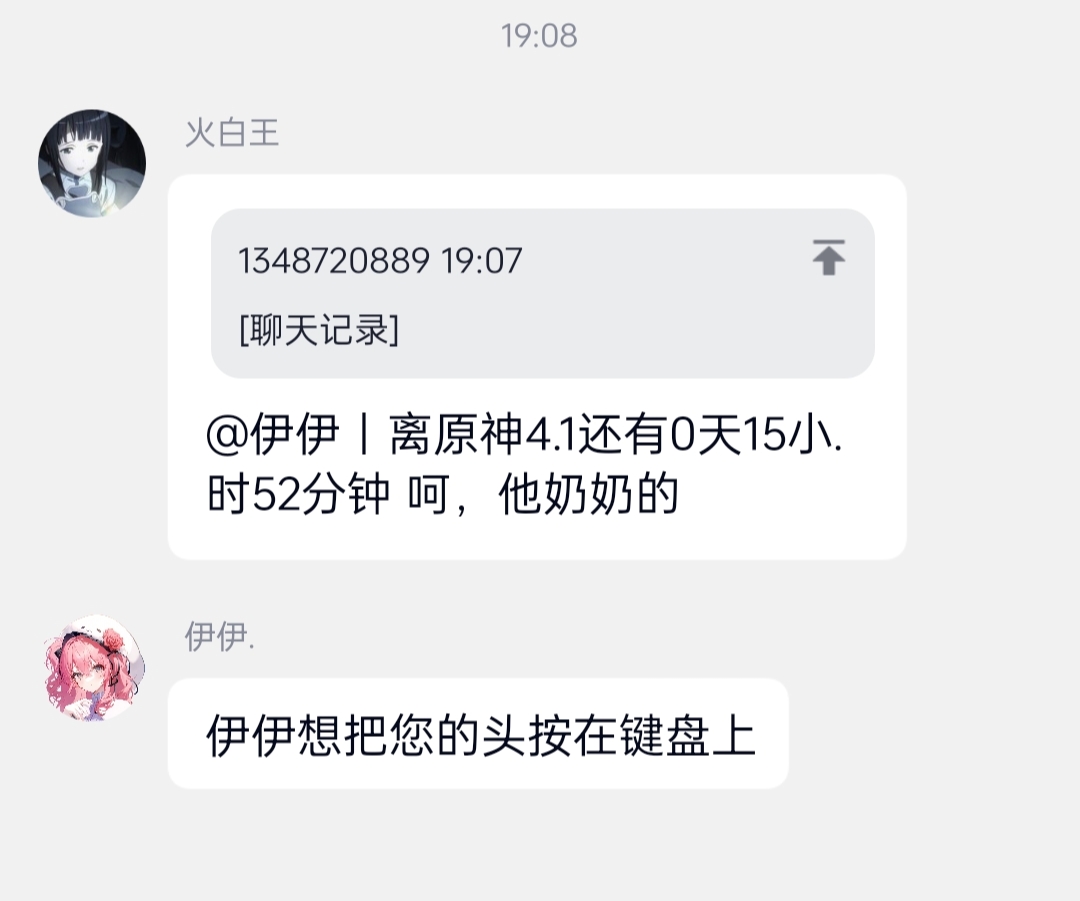 19:08
火白王
1348720889 19:07
[聊天记录]
@伊伊丨离原神4.1还有0天15小.
时52分钟 呵，他奶奶的
伊伊.
伊伊想把您的头按在键盘上